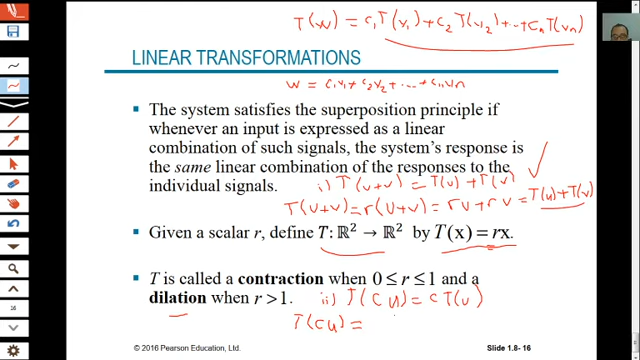 T(w) = c₁T(v₁) + c₂T(v₂) + ... + cₙT(vₙ)
LINEAR TRANSFORMATIONS
w = c₁v₁ + c₂v₂ + .... + cₙvₙ
▪ The system satisfies the superposition principle if
whenever an input is expressed as a linear
combination of such signals, the system's response is
the same linear combination of the responses to the
individual signals.
i) T(u+v) = T(u) + T(v) ✓
T(u+v) = r(u+v) = ru + rv = T(u) + T(v)
▪ Given a scalar r, define T: ℝ² → ℝ² by T(x) = rx.
▪ T is called a contraction when 0 ≤ r ≤ 1 and a
dilation when r > 1.
ii) T(cu) = cT(u)
T(cu) =
© 2016 Pearson Education, Ltd.
Slide 1.8- 16